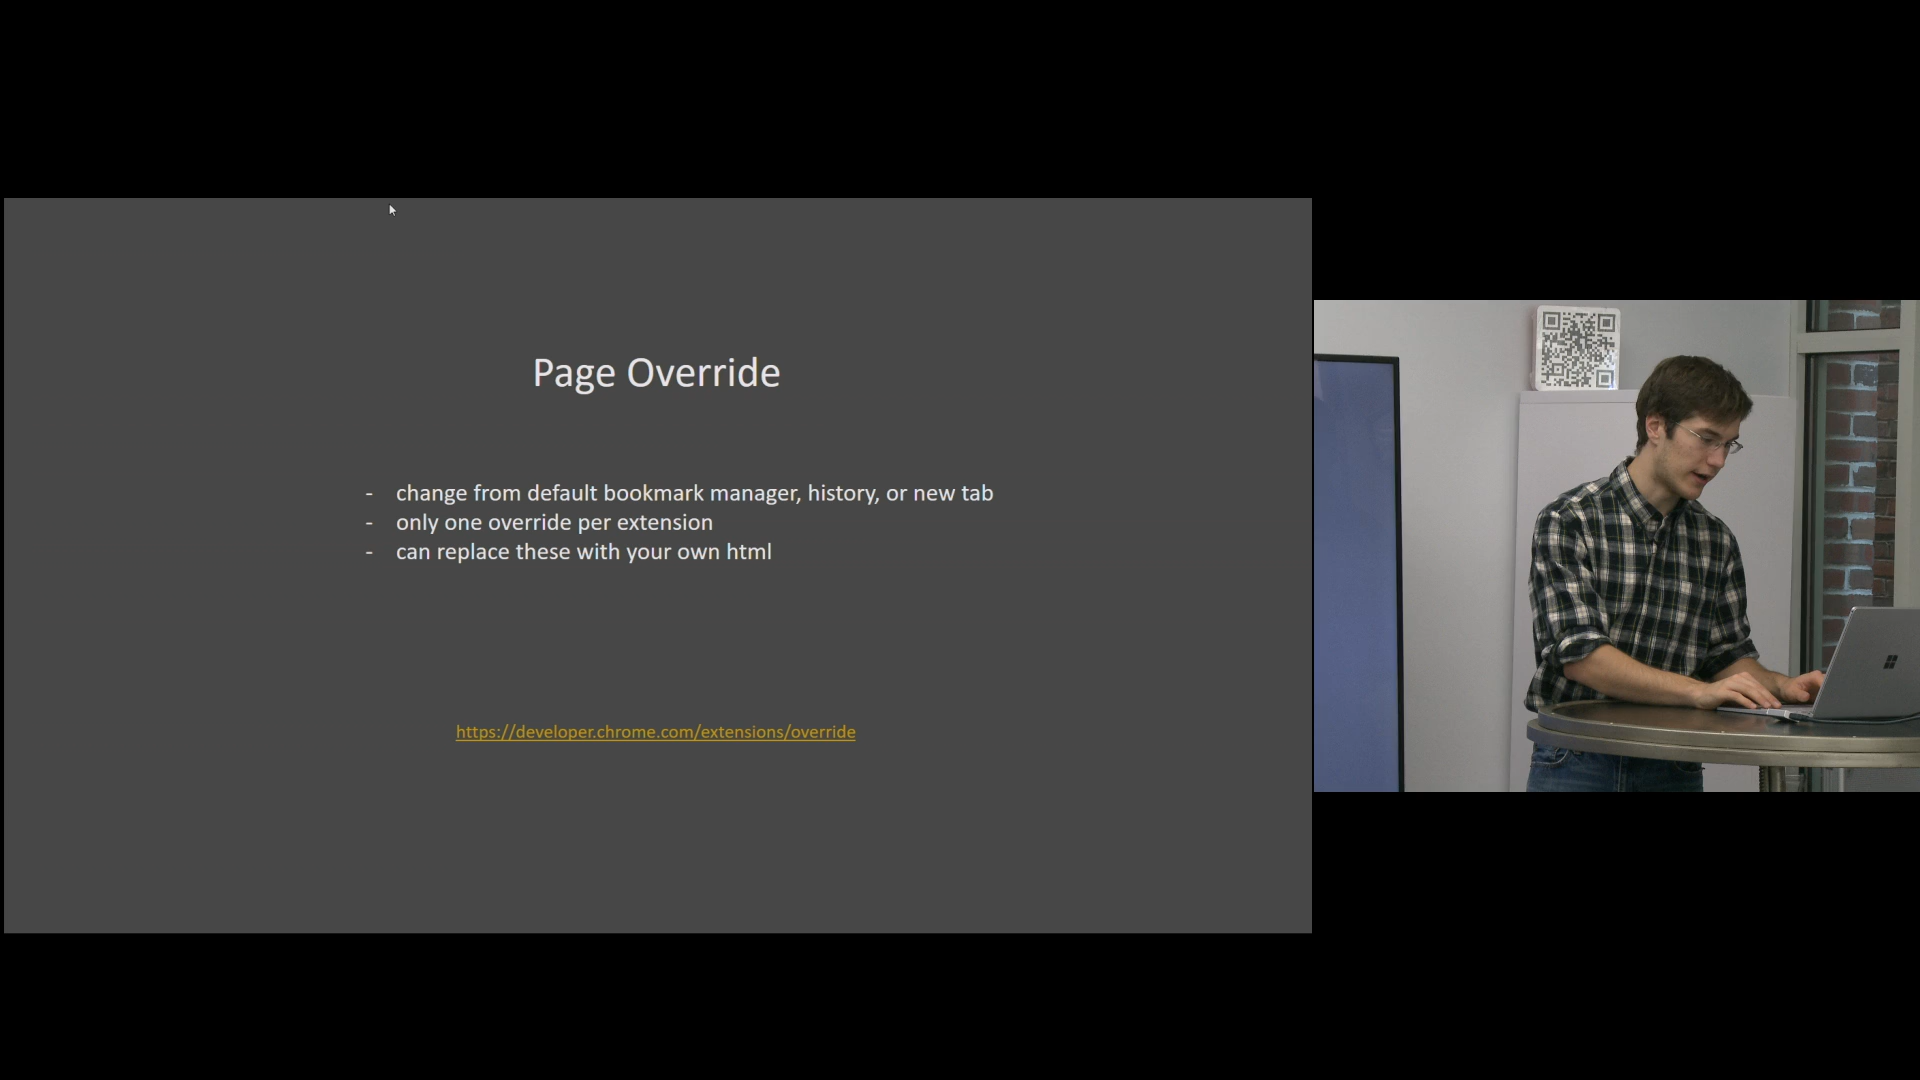 Page Override
- change from default bookmark manager, history, or new tab
- only one override per extension
- can replace these with your own html
https://developer.chrome.com/extensions/override